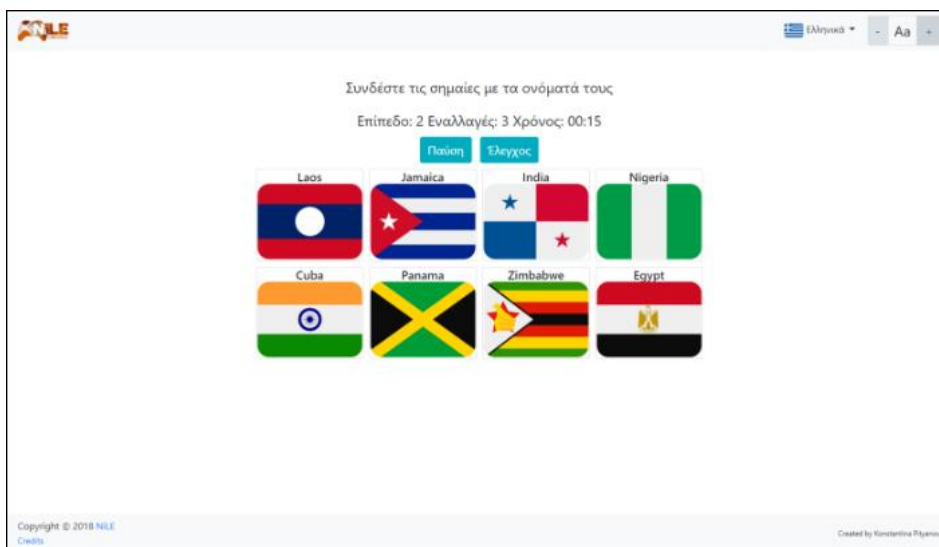 NiLE
Ελληνικά
- Aa +
Συνδέστε τις σημαίες με τα ονόματά τους
Επίπεδο: 2 Εναλλαγές: 3 Χρόνος: 00:15
Παύση Έλεγχος
Laos Jamaica India Nigeria
Cuba Panama Zimbabwe Egypt
Copyright © 2018 NiLE
Credits
Created by Konstantina Pityanou